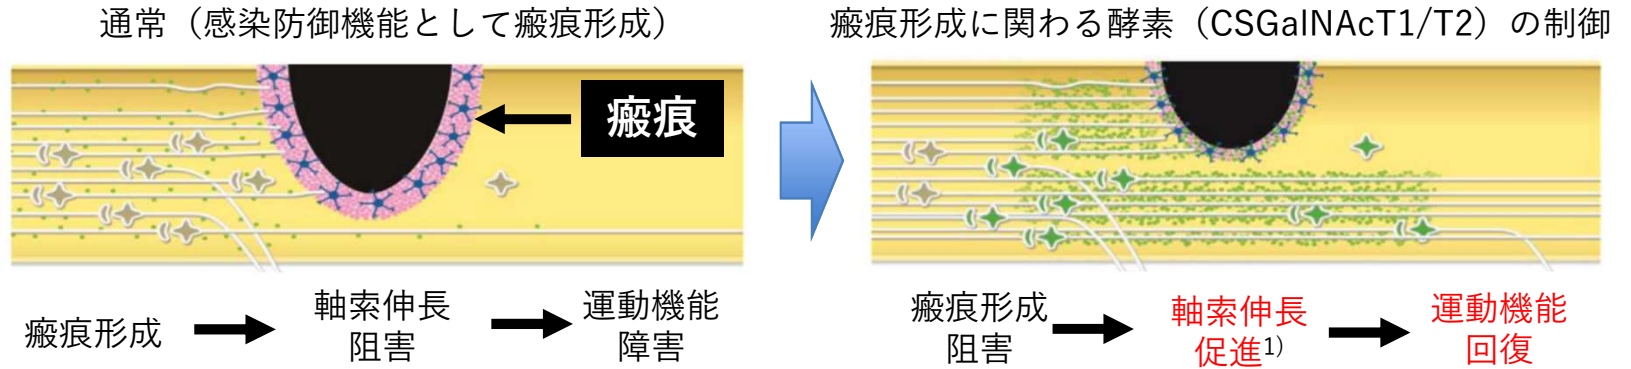 通常（感染防御機能として瘢痕形成）
瘢痕
瘢痕形成
軸索伸長
阻害
運動機能
障害
瘢痕形成に関わる酵素（CSGalNAcT1/T2）の制御
瘢痕形成
阻害
軸索伸長
促進1)
運動機能
回復